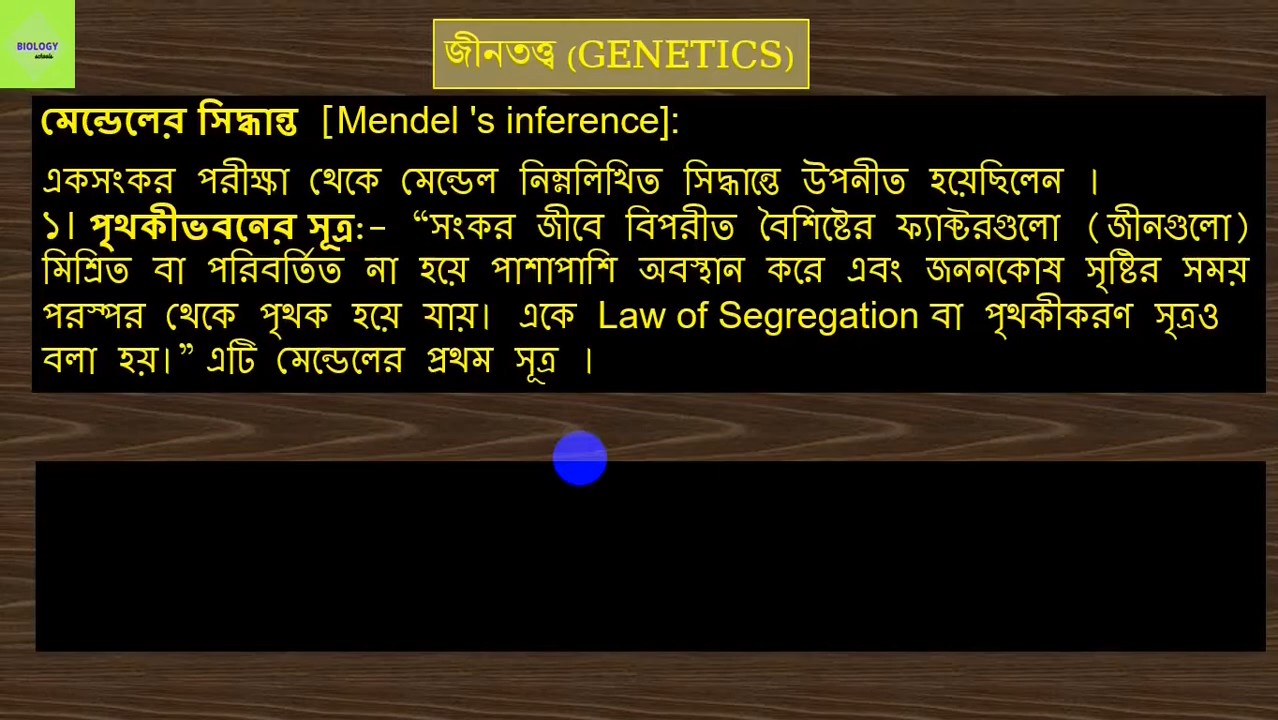 BIOLOGY
schools
জীনতত্ত্ব (GENETICS)
মেন্ডেলের সিদ্ধান্ত [Mendel 's inference]:
একসংকর পরীক্ষা থেকে মেন্ডেল নিম্নলিখিত সিদ্ধান্তে উপনীত হয়েছিলেন ।
১। পৃথকীভবনের সূত্র:– “সংকর জীবে বিপরীত বৈশিষ্টের ফ্যাক্টরগুলো (জীনগুলো)
মিশ্রিত বা পরিবর্তিত না হয়ে পাশাপাশি অবস্থান করে এবং জননকোষ সৃষ্টির সময়
পরস্পর থেকে পৃথক হয়ে যায়। একে Law of Segregation বা পৃথকীকরণ সৃত্রও
বলা হয়।” এটি মেন্ডেলের প্রথম সূত্র ।